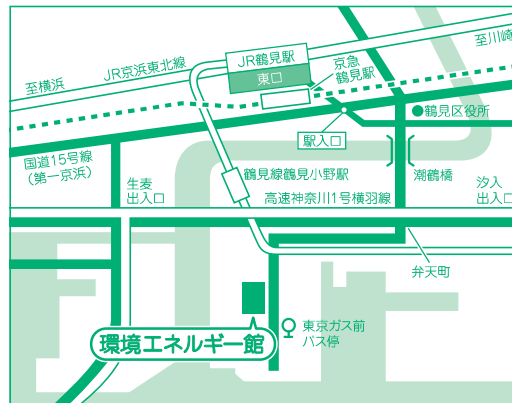 至川崎
JR鶴見駅
東口
京急
鶴見駅
JR京浜東北線
至横浜
鶴見区役所
駅入口
国道15号線
(第一京浜)
生麦
出入口
鶴見線鶴見小野駅
潮鶴橋
汐入
出入口
高速神奈川1号横羽線
弁天町
東京ガス前
バス停
環境エネルギー館